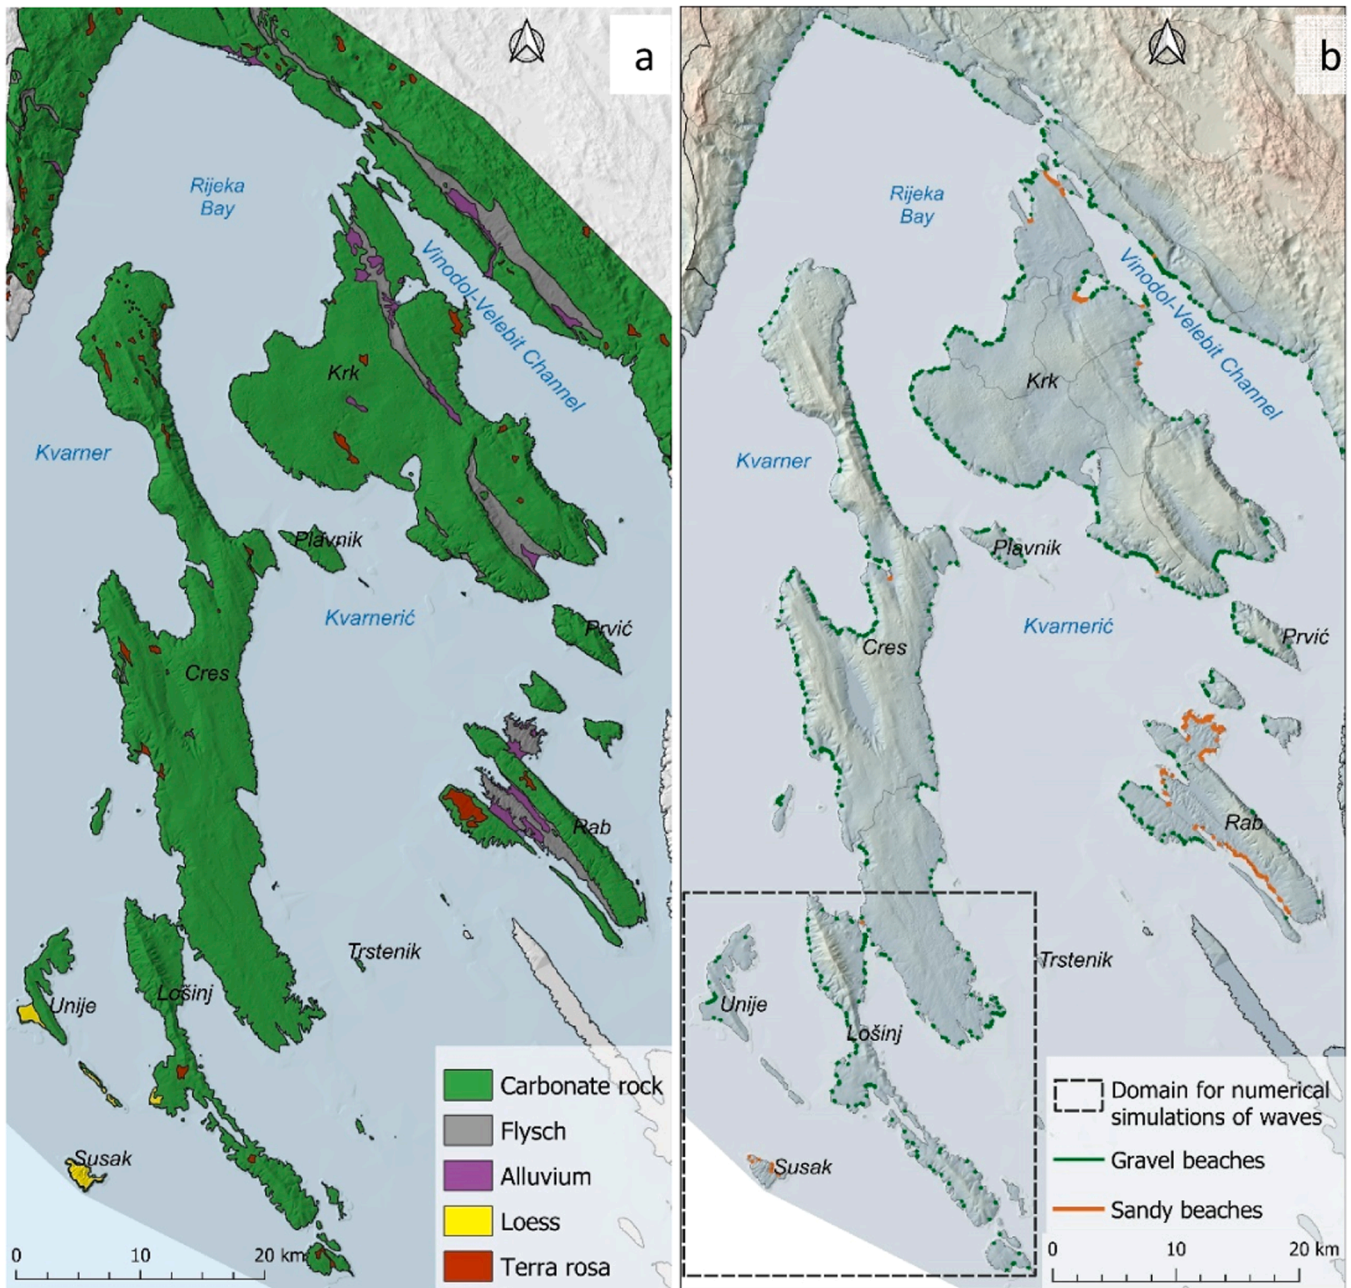 a
Rijeka
Bay
Vinodol-Velebit Channel
Krk
Kvarner
Plavnik
Kvarnerić
Prvić
Cres
Rab
Trstenik
Lošinj
Unije
Susak
Carbonate rock
Flysch
Alluvium
Loess
Terra rosa
0 10 20 km
b
Rijeka
Bay
Vinodol-Velebit Channel
Krk
Kvarner
Plavnik
Kvarnerić
Prvić
Cres
Rab
Trstenik
Unije
Lošinj
Susak
Domain for numerical
simulations of waves
Gravel beaches
Sandy beaches
0 10 20 km